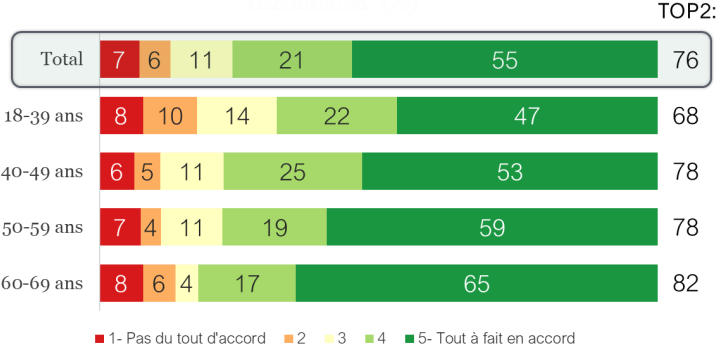 TOP2:
Total 7 6 11 21 55 76
18-39 ans 8 10 14 22 47 68
40-49 ans 6 5 11 25 53 78
50-59 ans 7 4 11 19 59 78
60-69 ans 8 6 4 17 65 82
1- Pas du tout d'accord 2 3 4 5- Tout à fait en accord